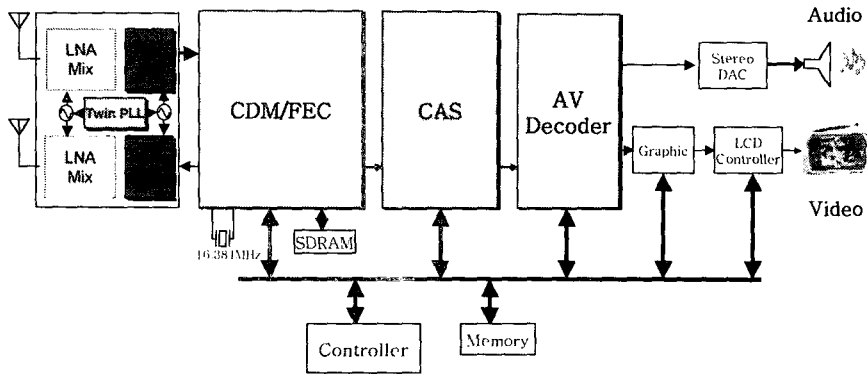 LNA
Mix
Twin PLL
LNA
Mix
CDM/FEC
CAS
AV
Decoder
Stereo
DAC
Audio
Graphic
LCD
Controller
Video
SDRAM
16.384MHz
Controller
Memory